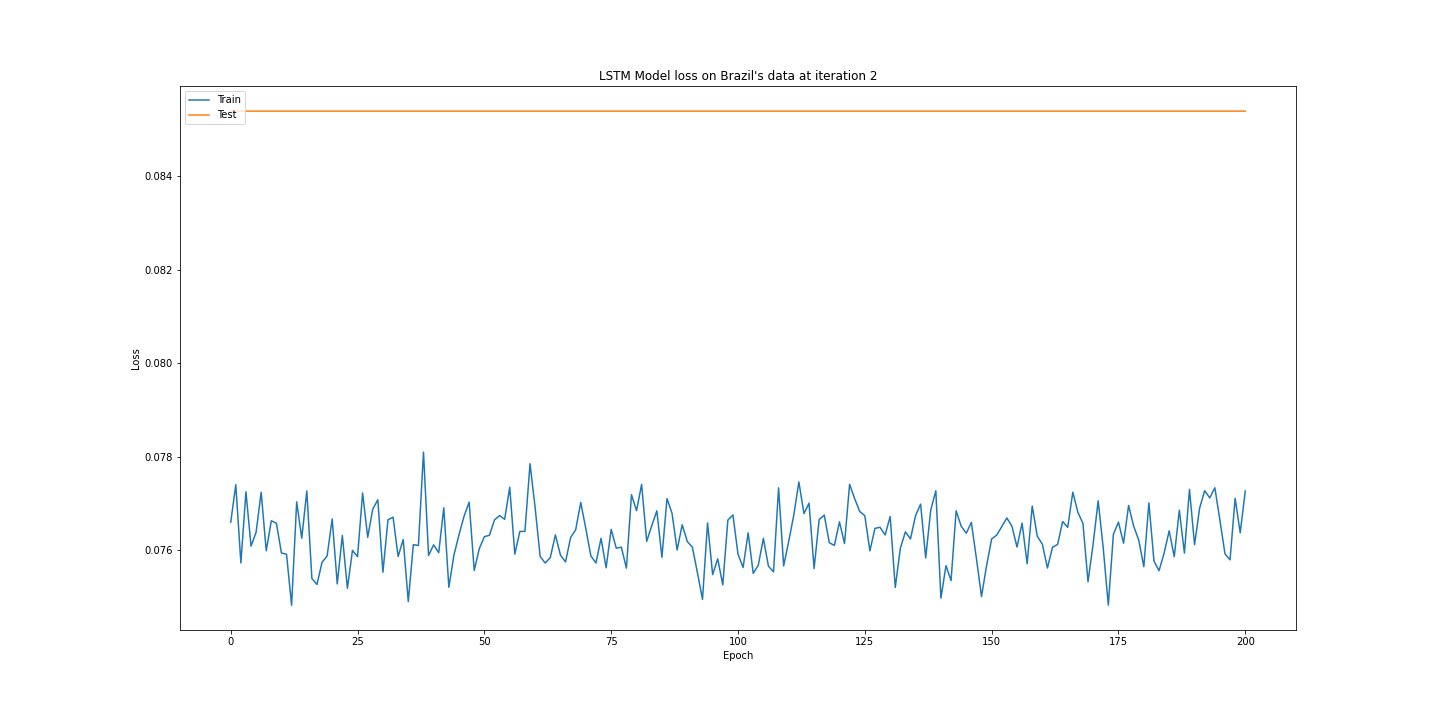 LSTM Model loss on Brazil's data at iteration 2
Train
Test
0.084
0.082
0.080
0.078
0.076
Loss
0 25 50 75 100 125 150 175 200
Epoch